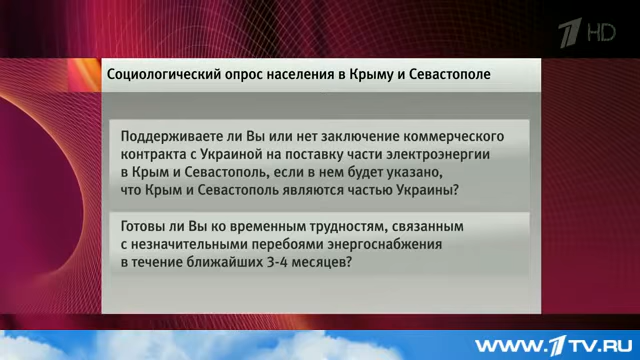 1 HD
Социологический опрос населения в Крыму и Севастополе
Поддерживаете ли Вы или нет заключение коммерческого
контракта с Украиной на поставку части электроэнергии
в Крым и Севастополь, если в нем будет указано,
что Крым и Севастополь являются частью Украины?
Готовы ли Вы ко временным трудностям, связанным
с незначительными перебоями энергоснабжения
в течение ближайших 3-4 месяцев?
WWW.1TV.RU